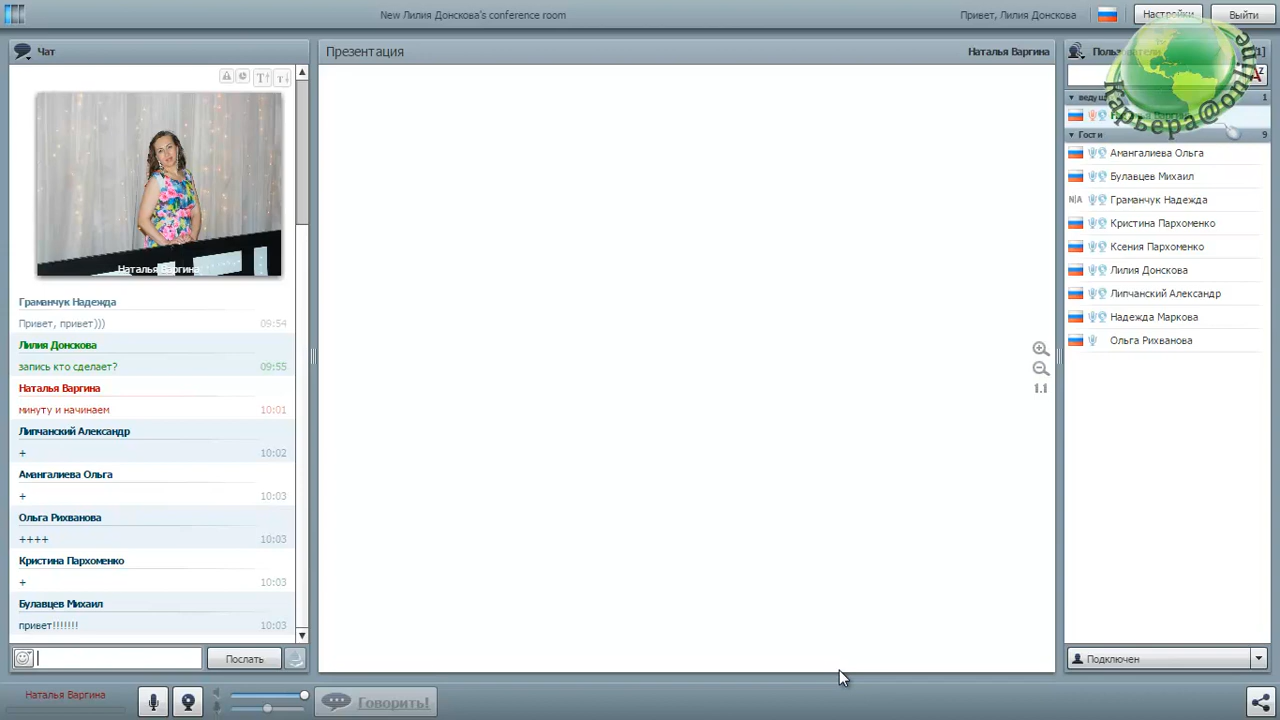 New Лилия Донскова's conference room
Привет, Лилия Донскова
Настройки
Выйти
Чат
Наталья Варгина
Граманчук Надежда
Привет, привет)))
09:54
Лилия Донскова
запись кто сделает?
09:55
Наталья Варгина
минуту и начинаем
10:01
Липчанский Александр
+
10:02
Амангалиева Ольга
+
10:03
Ольга Рихванова
++++
10:03
Кристина Пархоменко
+
10:03
Булавцев Михаил
привет!!!!!!!
10:03
Послать
Презентация
Наталья Варгина
1.1
Карьера@online
1
Гости
9
Амангалиева Ольга
Булавцев Михаил
N|A Граманчук Надежда
Кристина Пархоменко
Ксения Пархоменко
Лилия Донскова
Липчанский Александр
Надежда Маркова
Ольга Рихванова
Подключен
Наталья Варгина
Говорить!